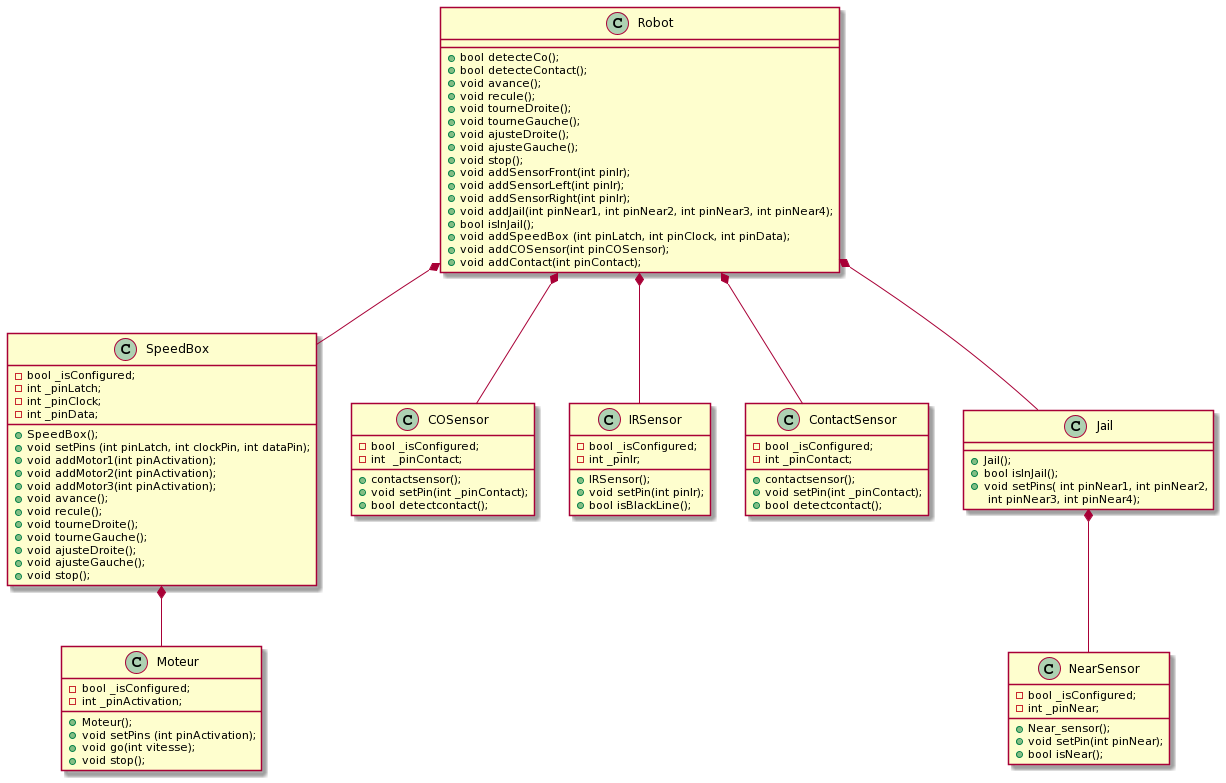 C Robot
bool detecteCo();
bool detecteContact();
void avance();
void recule();
void tourneDroite();
void tourneGauche();
void ajusteDroite();
void ajusteGauche();
void stop();
void addSensorFront(int pinIr);
void addSensorLeft(int pinIr);
void addSensorRight(int pinIr);
void addJail(int pinNear1, int pinNear2, int pinNear3, int pinNear4);
bool isInJail();
void addSpeedBox (int pinLatch, int pinClock, int pinData);
void addCOSensor(int pinCOSensor);
void addContact(int pinContact);
C SpeedBox
bool _isConfigured;
int _pinLatch;
int _pinClock;
int _pinData;
SpeedBox();
void setPins (int pinLatch, int clockPin, int dataPin);
void addMotor1(int pinActivation);
void addMotor2(int pinActivation);
void addMotor3(int pinActivation);
void avance();
void recule();
void tourneDroite();
void tourneGauche();
void ajusteDroite();
void ajusteGauche();
void stop();
C COSensor
bool _isConfigured;
int _pinContact;
contactsensor();
void setPin(int _pinContact);
bool detectcontact();
C IRSensor
bool _isConfigured;
int _pinIr;
IRSensor();
void setPin(int pinIr);
bool isBlackLine();
C ContactSensor
bool _isConfigured;
int _pinContact;
contactsensor();
void setPin(int _pinContact);
bool detectcontact();
C Jail
Jail();
bool isInJail();
void setPins( int pinNear1, int pinNear2,
int pinNear3, int pinNear4);
C Moteur
bool _isConfigured;
int _pinActivation;
Moteur();
void setPins (int pinActivation);
void go(int vitesse);
void stop();
C NearSensor
bool _isConfigured;
int _pinNear;
Near_sensor();
void setPin(int pinNear);
bool isNear();